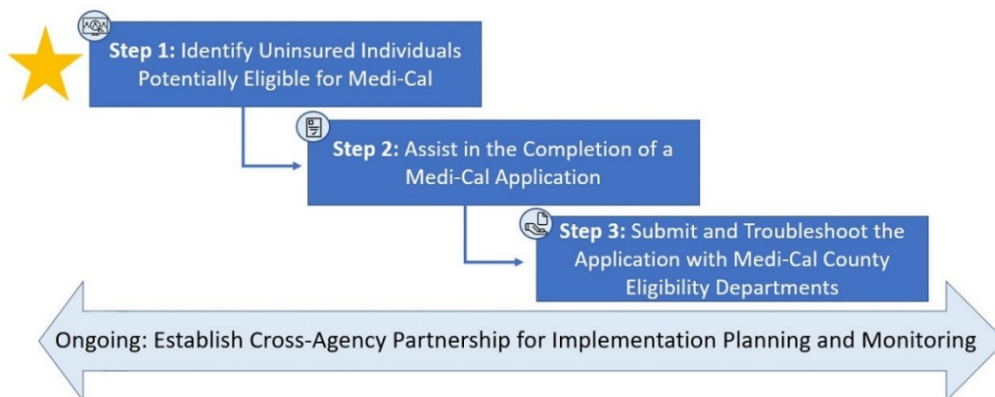 Step 1: Identify Uninsured Individuals
Potentially Eligible for Medi-Cal
Step 2: Assist in the Completion of a
Medi-Cal Application
Step 3: Submit and Troubleshoot the
Application with Medi-Cal County
Eligibility Departments
Ongoing: Establish Cross-Agency Partnership for Implementation Planning and Monitoring